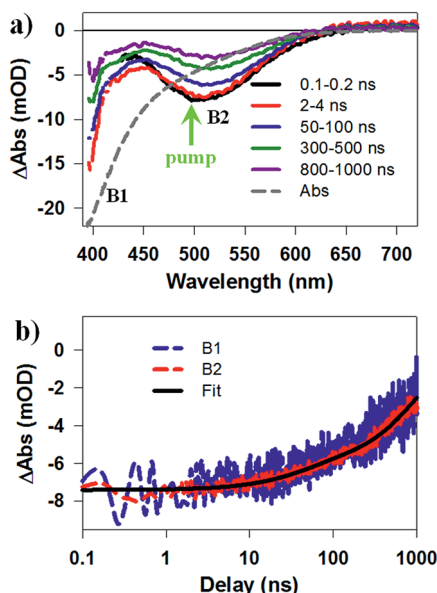 a)
ΔAbs (mOD)
0
-5
-10
-15
-20
B1
B2
pump
0.1-0.2 ns
2-4 ns
50-100 ns
300-500 ns
800-1000 ns
Abs
400 450 500 550 600 650 700
Wavelength (nm)
b)
ΔAbs (mOD)
0
-2
-4
-6
-8
B1
B2
Fit
0.1 1 10 100 1000
Delay (ns)